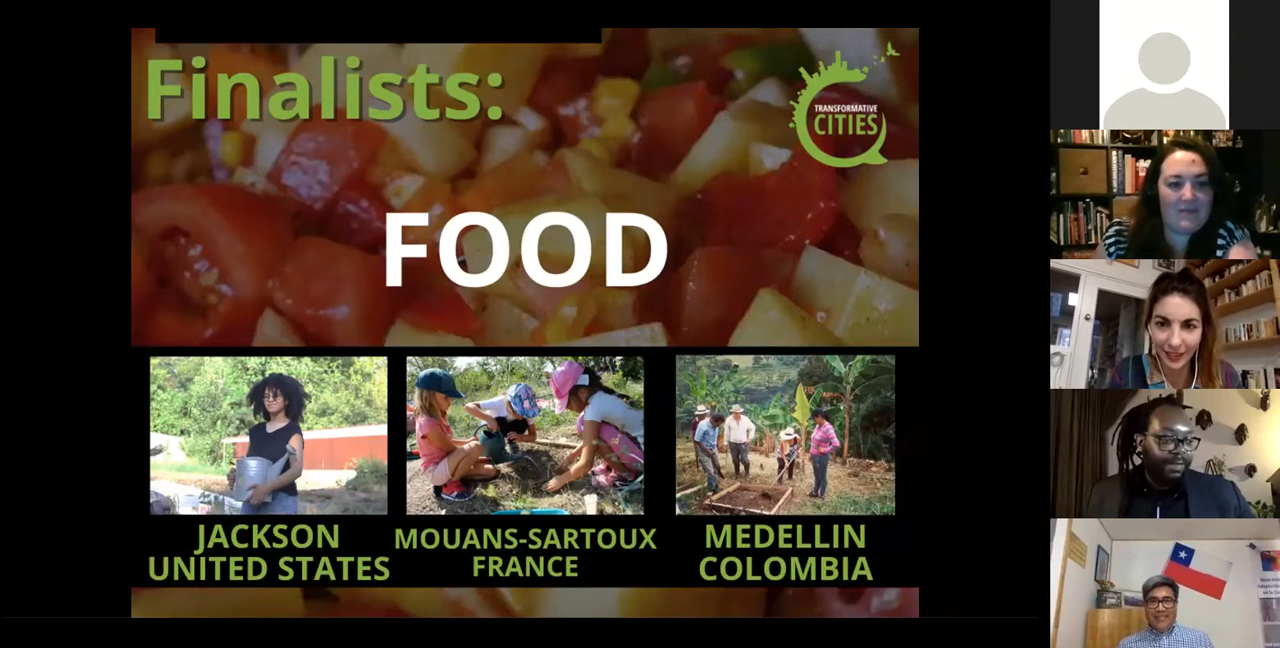 Finalists:
TRANSFORMATIVE
CITIES
FOOD
JACKSON
UNITED STATES
MOUANS-SARTOUX
FRANCE
MEDELLIN
COLOMBIA